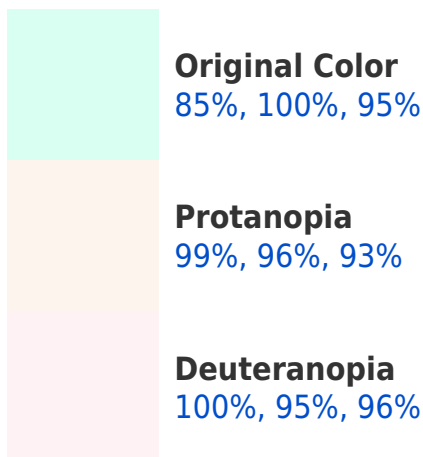 Original Color
85%, 100%, 95%
Protanopia
99%, 96%, 93%
Deuteranopia
100%, 95%, 96%